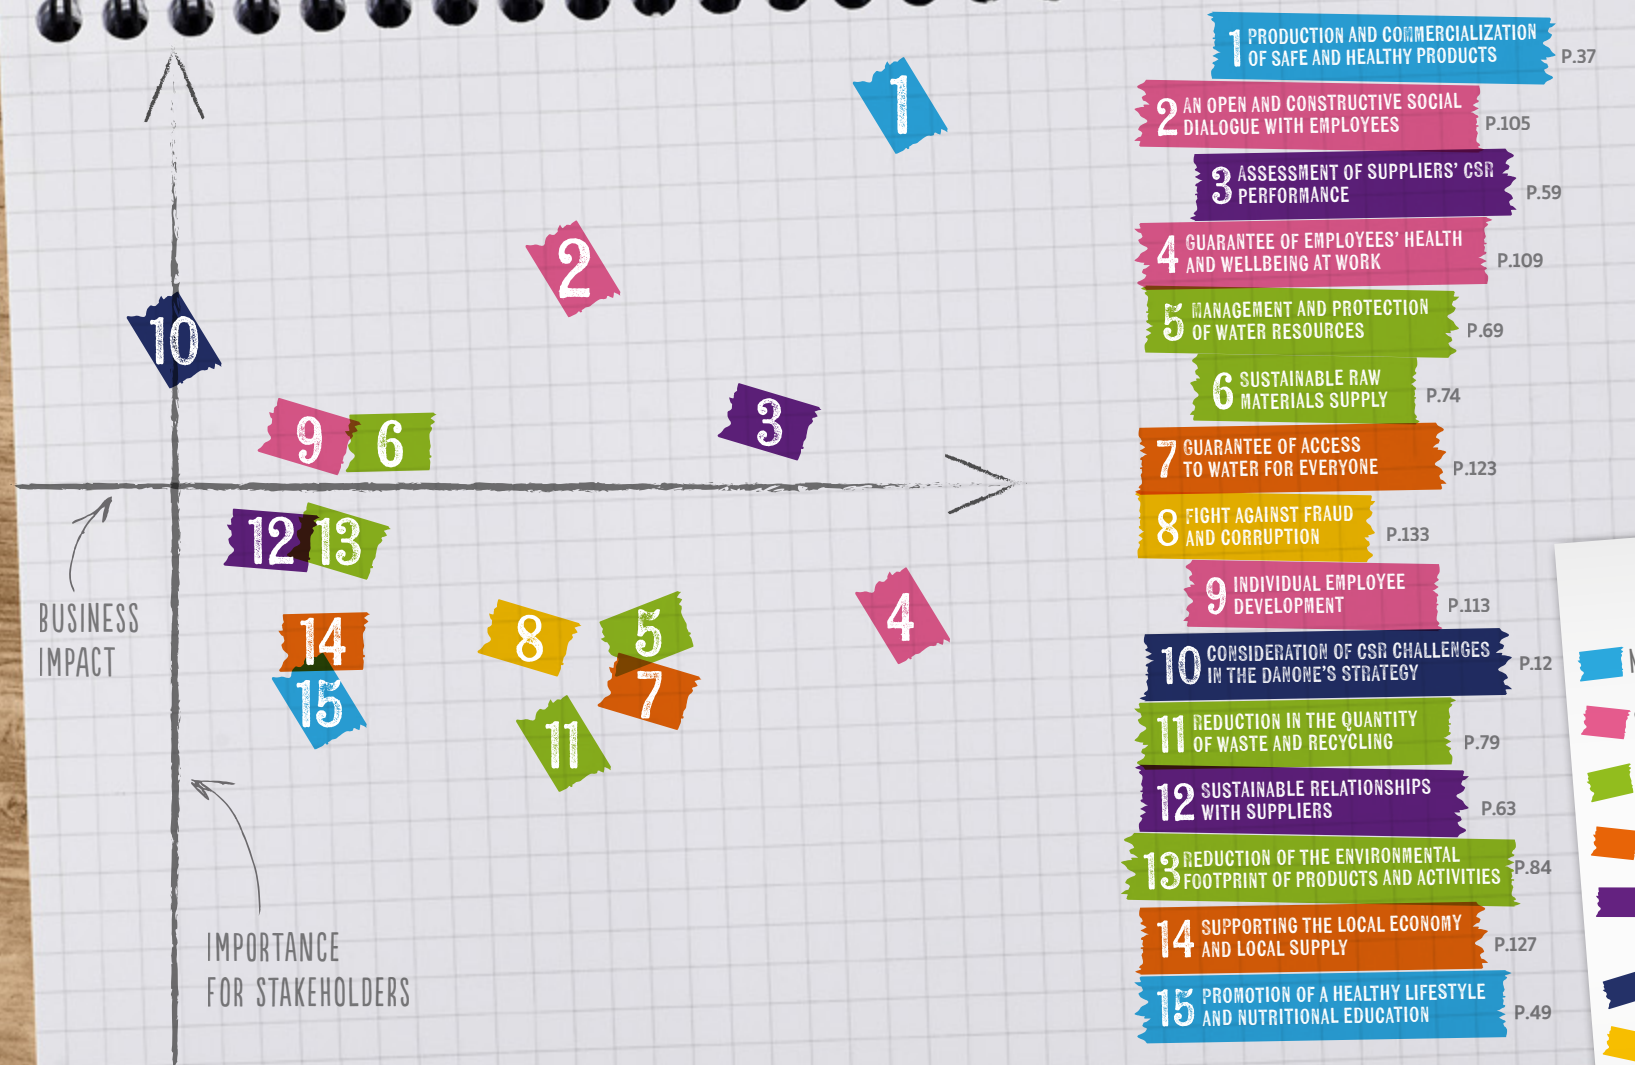 1
2
10
9
6
3
12
13
14
15
8
5
7
4
11
BUSINESS
IMPACT
IMPORTANCE
FOR STAKEHOLDERS
1 PRODUCTION AND COMMERCIALIZATION
OF SAFE AND HEALTHY PRODUCTS
P.37
2 AN OPEN AND CONSTRUCTIVE SOCIAL
DIALOGUE WITH EMPLOYEES
P.105
3 ASSESSMENT OF SUPPLIERS' CSR
PERFORMANCE
P.59
4 GUARANTEE OF EMPLOYEES' HEALTH
AND WELLBEING AT WORK
P.109
5 MANAGEMENT AND PROTECTION
OF WATER RESOURCES
P.69
6 SUSTAINABLE RAW
MATERIALS SUPPLY
P.74
7 GUARANTEE OF ACCESS
TO WATER FOR EVERYONE
P.123
8 FIGHT AGAINST FRAUD
AND CORRUPTION
P.133
9 INDIVIDUAL EMPLOYEE
DEVELOPMENT
P.113
10 CONSIDERATION OF CSR CHALLENGES
IN THE DANONE'S STRATEGY
P.12
11 REDUCTION IN THE QUANTITY
OF WASTE AND RECYCLING
P.79
12 SUSTAINABLE RELATIONSHIPS
WITH SUPPLIERS
P.63
13 REDUCTION OF THE ENVIRONMENTAL
FOOTPRINT OF PRODUCTS AND ACTIVITIES
P.84
14 SUPPORTING THE LOCAL ECONOMY
AND LOCAL SUPPLY
P.127
15 PROMOTION OF A HEALTHY LIFESTYLE
AND NUTRITIONAL EDUCATION
P.49